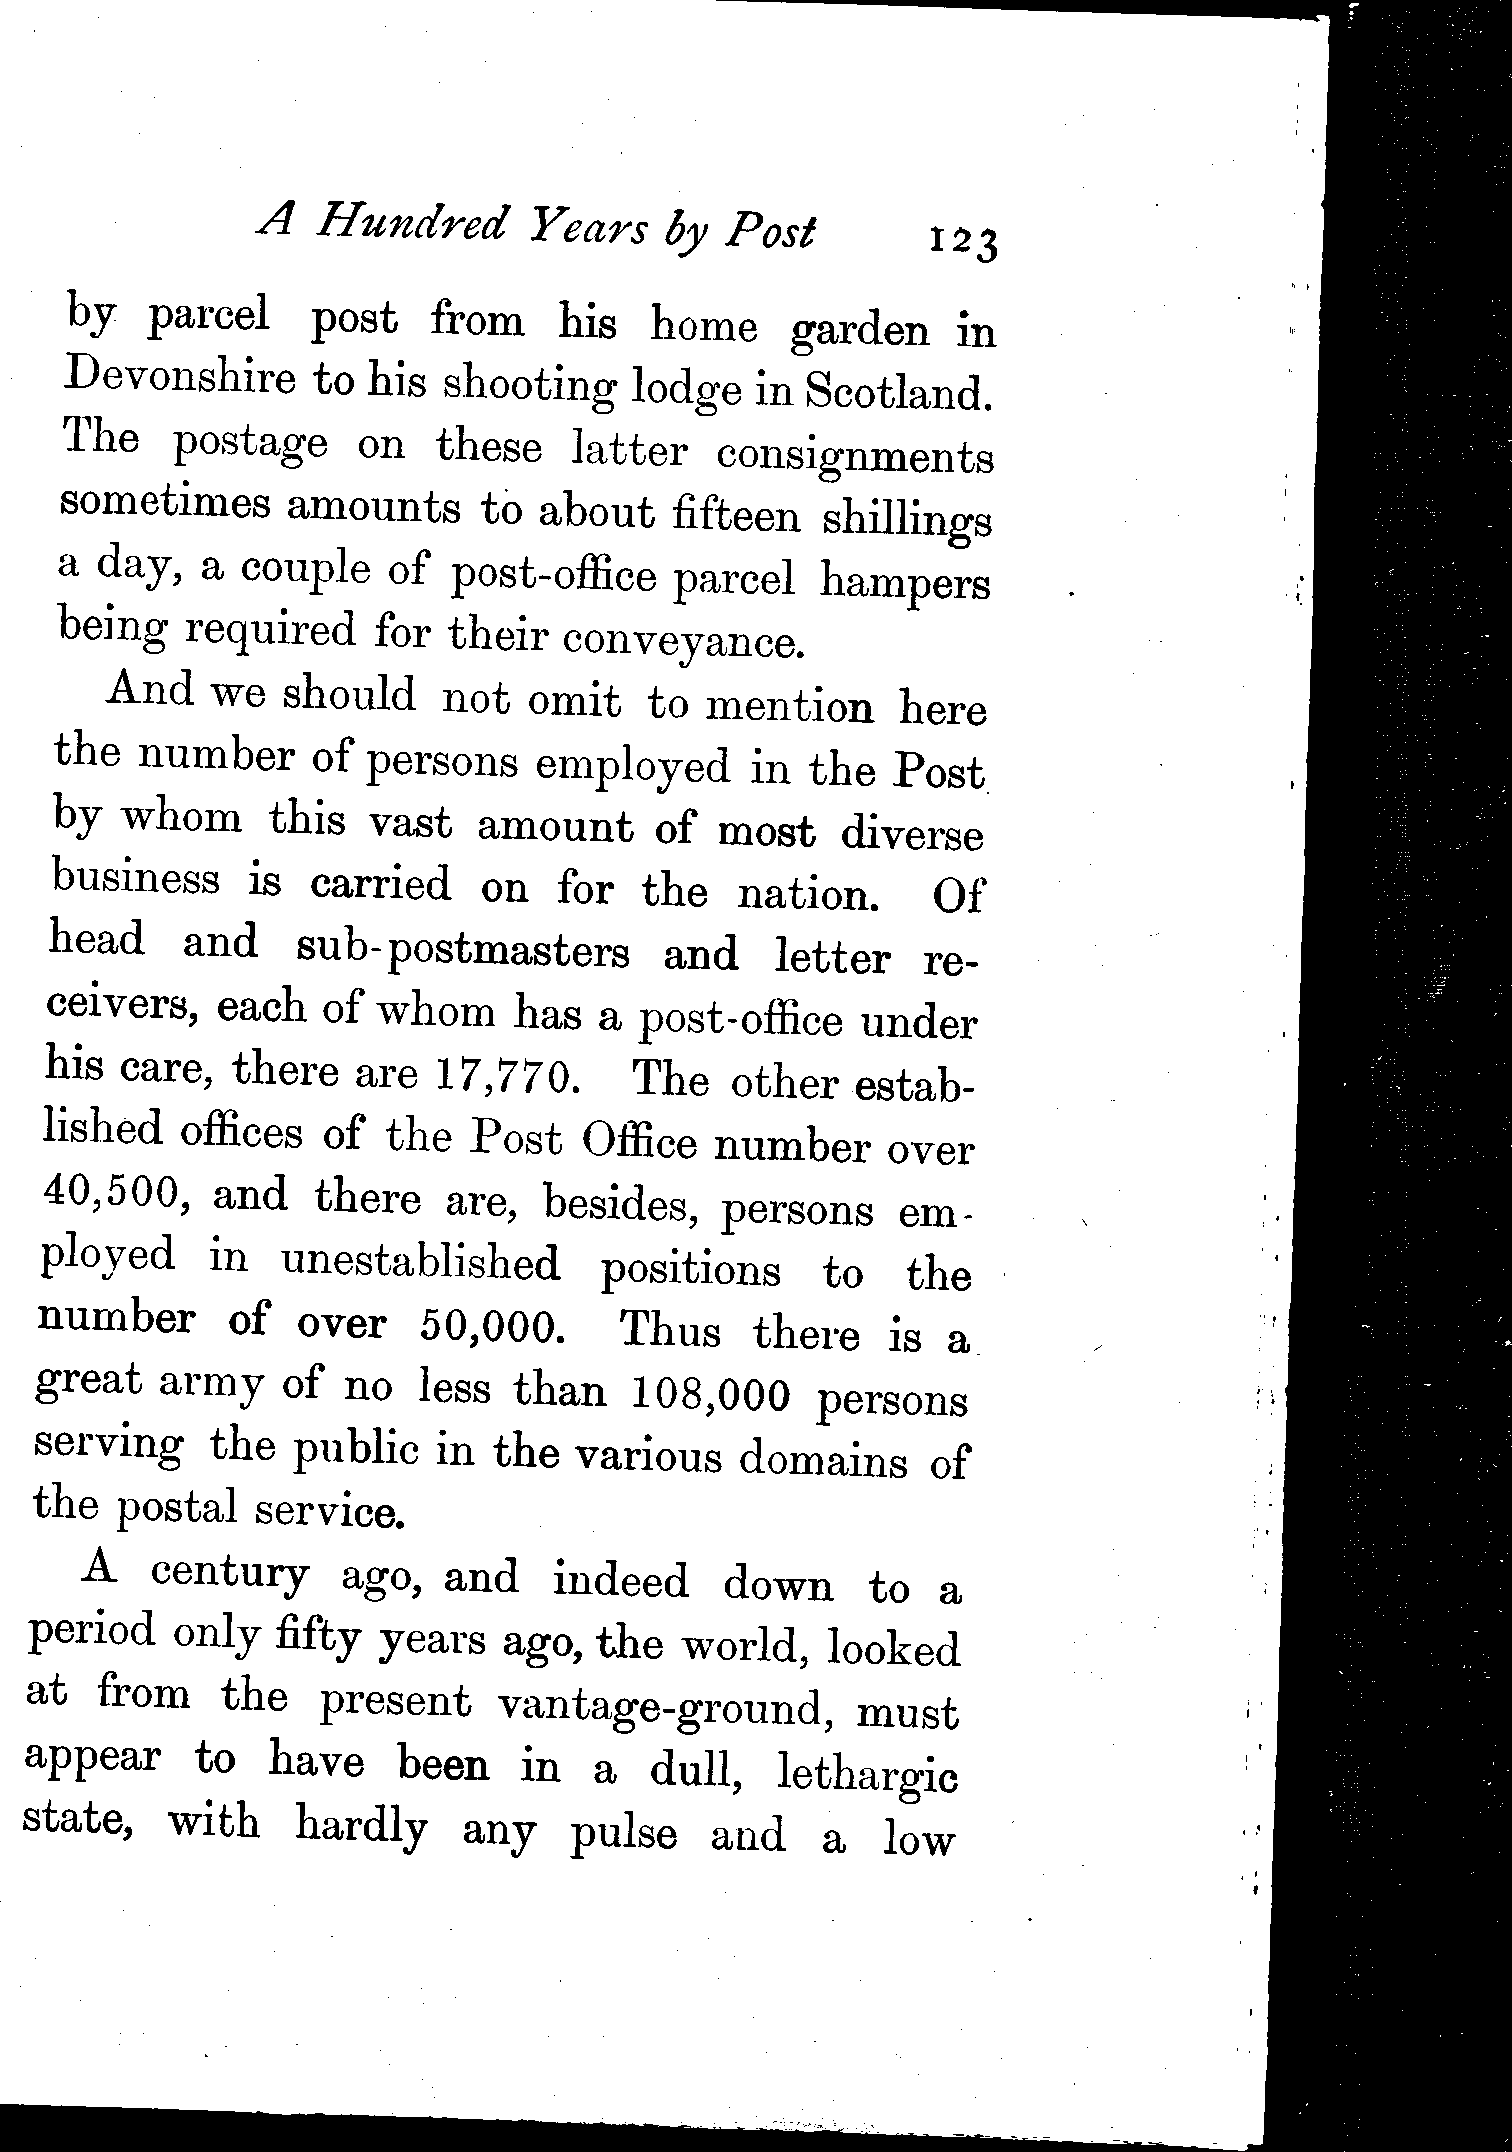 A Hundred Years by Post 123
by parcel post from his home garden in
Devonshire to his shooting lodge in Scotland.
The postage on these latter consignments
sometimes amounts to about fifteen shillings
a day, a couple of post-office parcel hampers
being required for their conveyance.
And we should not omit to mention here
the number of persons employed in the Post
by whom this vast amount of most diverse
business is carried on for the nation. Of
head and sub-postmasters and letter re-
ceivers, each of whom has a post-office under
his care, there are 17,770. The other estab-
lished offices of the Post Office number over
40,500, and there are, besides, persons em-
ployed in unestablished positions to the
number of over 50,000. Thus there is a
great army of no less than 108,000 persons
serving the public in the various domains of
the postal service.
A century ago, and indeed down to a
period only fifty years ago, the world, looked
at from the present vantage-ground, must
appear to have been in a dull, lethargic
state, with hardly any pulse and a low